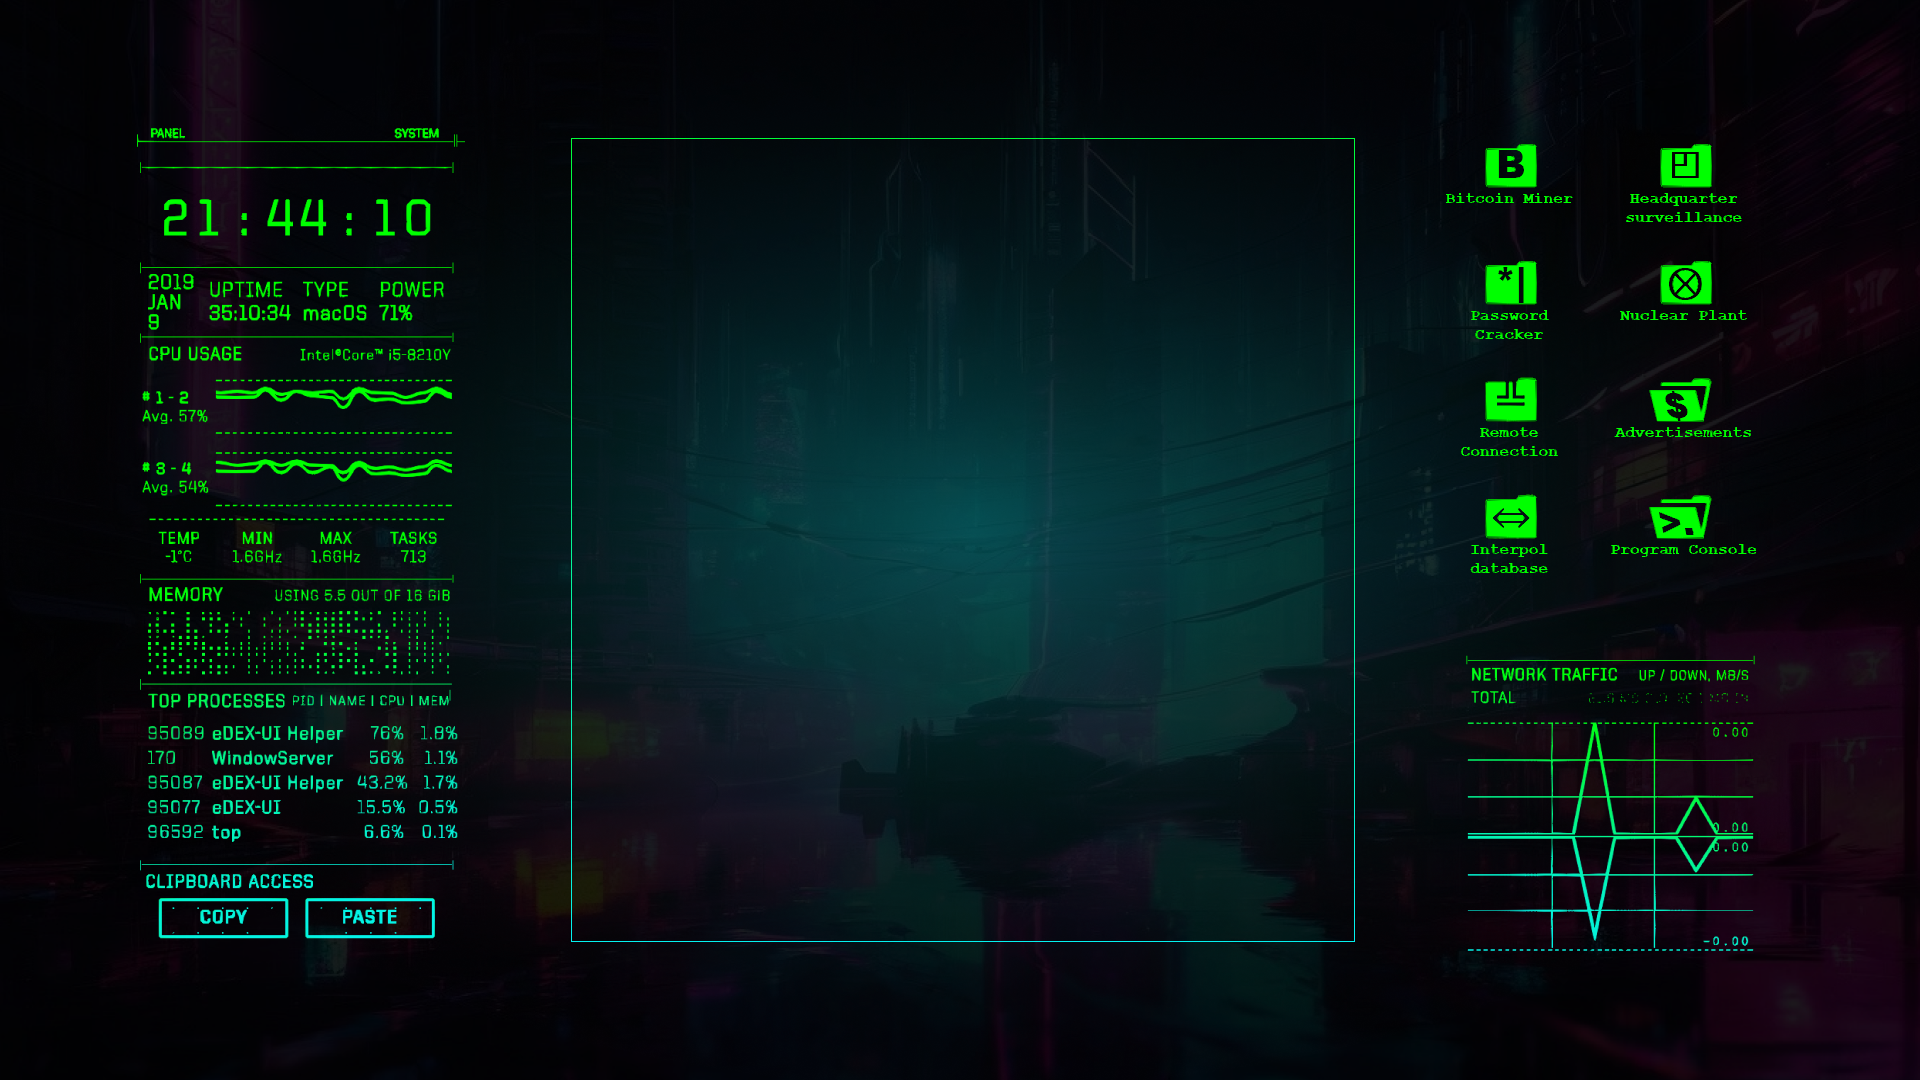 PANEL SYSTEM
21:44:10
2019
JAN
9
UPTIME TYPE POWER
35:10:34 macOS 71%
CPU USAGE Intel®Core™ i5-8210Y
# 1 - 2
Avg. 57%
# 3 - 4
Avg. 54%
TEMP MIN MAX TASKS
-1°C 1.6GHz 1.6GHz 713
MEMORY USING 5.5 OUT OF 16 GiB
TOP PROCESSES PID | NAME | CPU | MEM
95089 eDEX-UI Helper 76% 1.8%
170 WindowServer 56% 1.1%
95087 eDEX-UI Helper 43.2% 1.7%
95077 eDEX-UI 15.5% 0.5%
96592 top 6.6% 0.1%
CLIPBOARD ACCESS
COPY PASTE
B
Bitcoin Miner
Headquarter
surveillance
*|
Password
Cracker
Nuclear Plant
Remote
Connection
$
Advertisements
Interpol
database
>.
Program Console
NETWORK TRAFFIC UP / DOWN, MB/S
TOTAL
0.00
0.00
0.00
-0.00